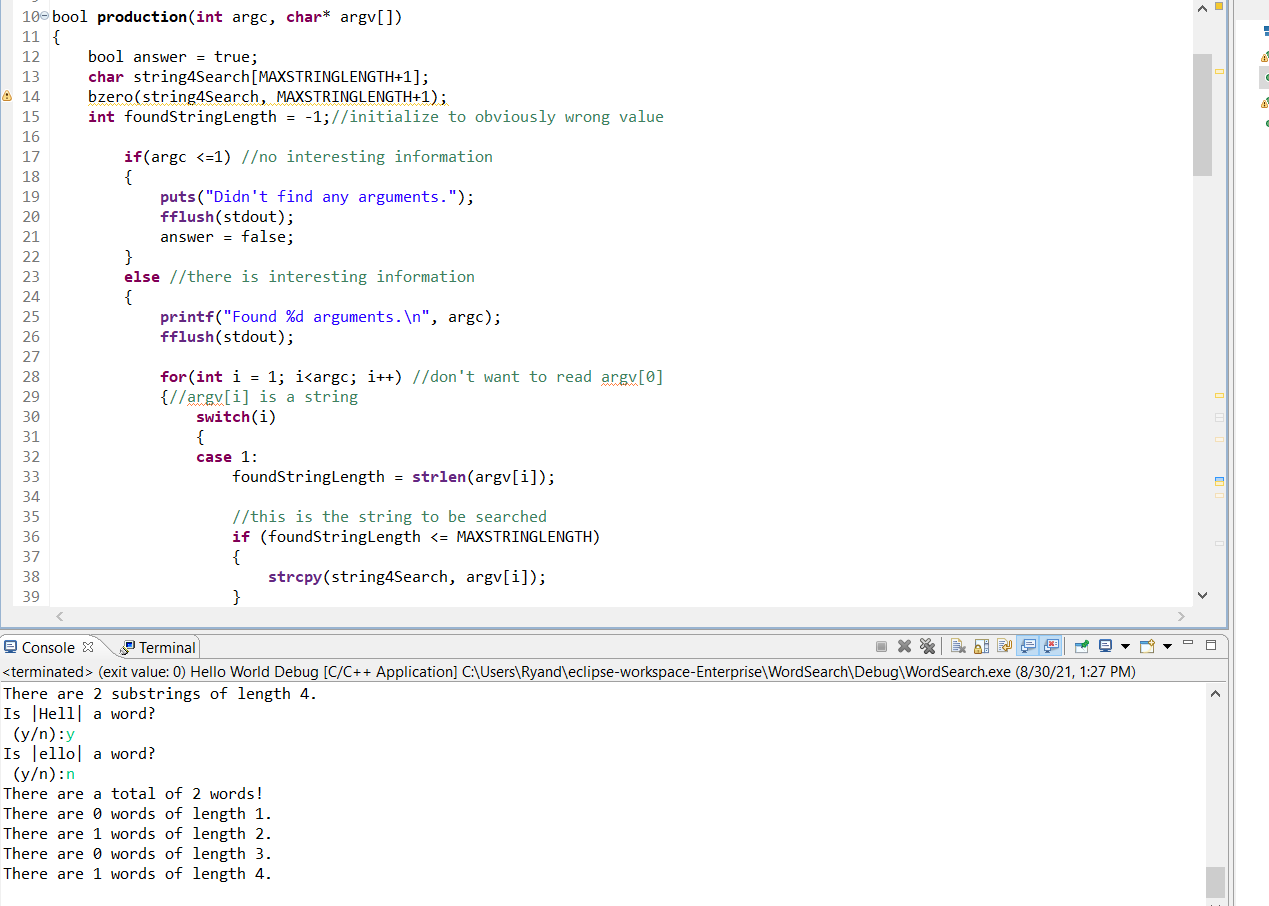 10 bool production(int argc, char* argv[])
11 {
12     bool answer = true;
13     char string4Search[MAXSTRINGLENGTH+1];
14     bzero(string4Search, MAXSTRINGLENGTH+1);
15     int foundStringLength = -1;//initialize to obviously wrong value
16
17         if(argc <=1) //no interesting information
18         {
19             puts("Didn't find any arguments.");
20             fflush(stdout);
21             answer = false;
22         }
23         else //there is interesting information
24         {
25             printf("Found %d arguments.\n", argc);
26             fflush(stdout);
27
28             for(int i = 1; i<argc; i++) //don't want to read argv[0]
29             {//argv[i] is a string
30                 switch(i)
31                 {
32                 case 1:
33                     foundStringLength = strlen(argv[i]);
34
35                     //this is the string to be searched
36                     if (foundStringLength <= MAXSTRINGLENGTH)
37                     {
38                         strcpy(string4Search, argv[i]);
39                     }
Console Terminal
<terminated> (exit value: 0) Hello World Debug [C/C++ Application] C:\Users\Ryand\eclipse-workspace-Enterprise\WordSearch\Debug\WordSearch.exe (8/30/21, 1:27 PM)
There are 2 substrings of length 4.
Is |Hell| a word?
 (y/n):y
Is |ello| a word?
 (y/n):n
There are a total of 2 words!
There are 0 words of length 1.
There are 1 words of length 2.
There are 0 words of length 3.
There are 1 words of length 4.